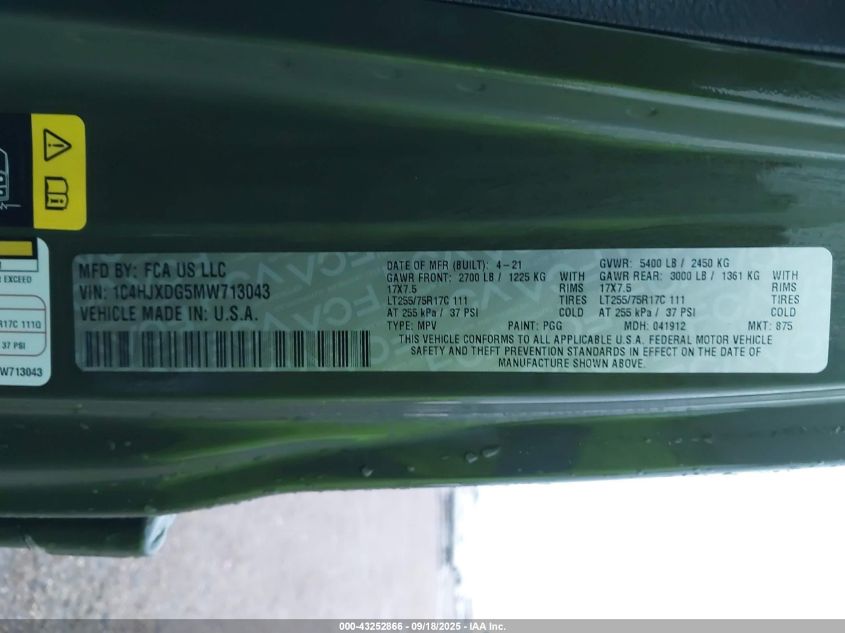 R EXCEED
R17C 111Q
37 PSI
W713043
MFD BY: FCA US LLC
VIN: 1C4HJXDG5MW713043
VEHICLE MADE IN: U.S.A.
DATE OF MFR (BUILT): 4-21
GAWR FRONT: 2700 LB / 1225 KG WITH
17X7.5 RIMS
LT255/75R17C 111 TIRES
AT 255 kPa / 37 PSI COLD
GVWR: 5400 LB / 2450 KG
GAWR REAR: 3000 LB / 1361 KG WITH
17X7.5 RIMS
LT255/75R17C 111 TIRES
AT 255 kPa / 37 PSI COLD
TYPE: MPV PAINT: PGG MDH: 041912 MKT: 875
THIS VEHICLE CONFORMS TO ALL APPLICABLE U.S.A. FEDERAL MOTOR VEHICLE
SAFETY AND THEFT PREVENTION STANDARDS IN EFFECT ON THE DATE OF
MANUFACTURE SHOWN ABOVE.
000-43252866 - 09/18/2025 - IAA Inc.